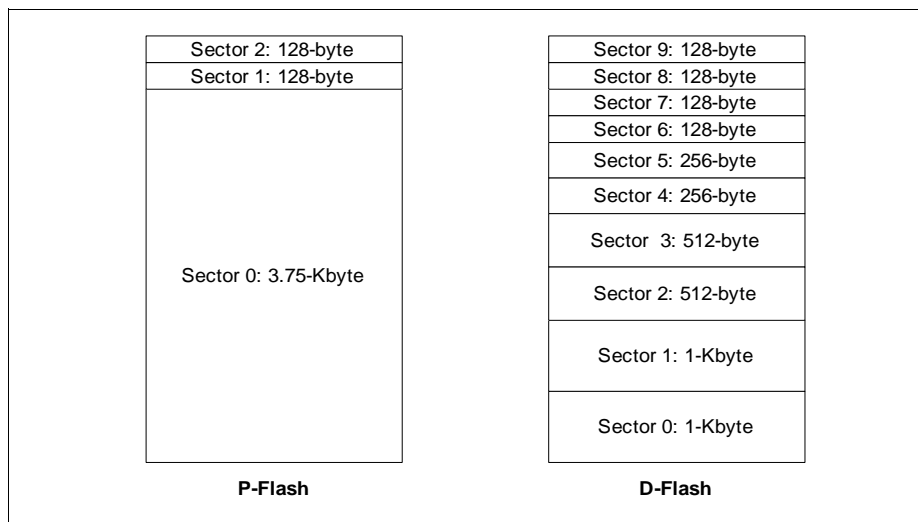 Sector 2: 128-byte
Sector 1: 128-byte
Sector 0: 3.75-Kbyte
P-Flash
Sector 9: 128-byte
Sector 8: 128-byte
Sector 7: 128-byte
Sector 6: 128-byte
Sector 5: 256-byte
Sector 4: 256-byte
Sector 3: 512-byte
Sector 2: 512-byte
Sector 1: 1-Kbyte
Sector 0: 1-Kbyte
D-Flash